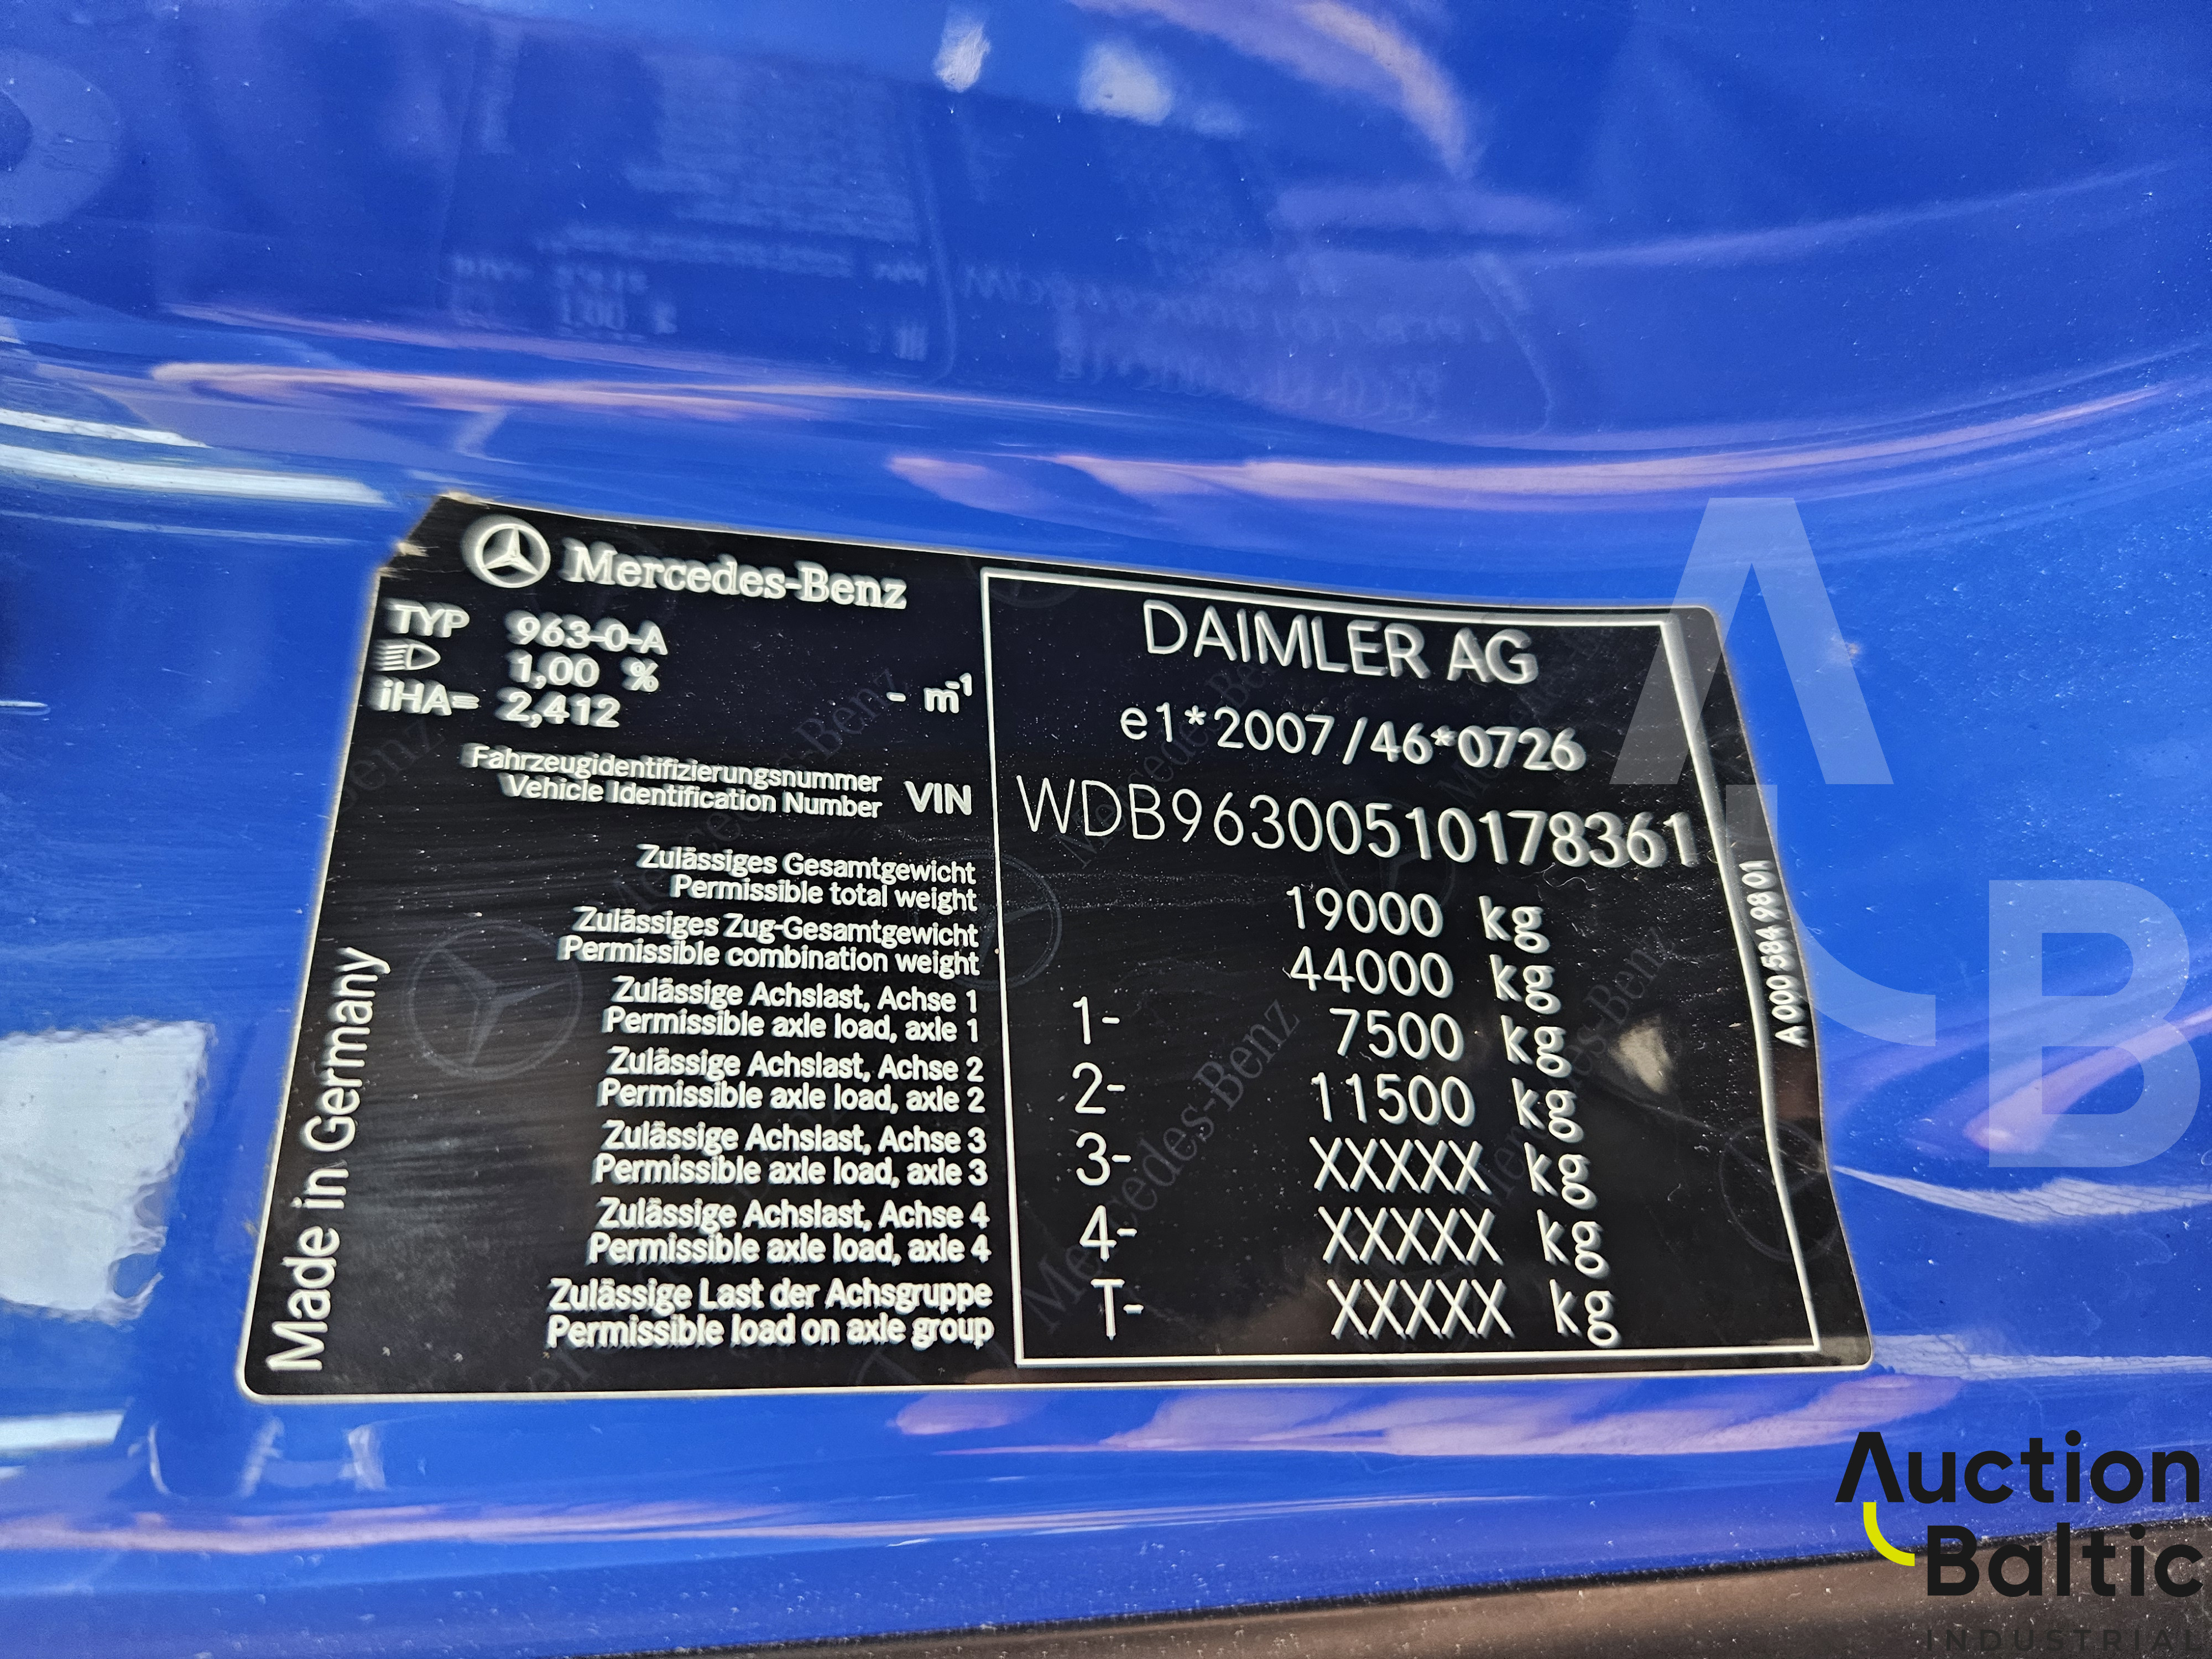 Mercedes-Benz
TYP 963-0-A
1,00 %
iHA= 2,412 - m⁻¹
Fahrzeugidentifizierungsnummer
Vehicle Identification Number VIN
Zulässiges Gesamtgewicht
Permissible total weight
Zulässiges Zug-Gesamtgewicht
Permissible combination weight
Zulässige Achslast, Achse 1
Permissible axle load, axle 1
Zulässige Achslast, Achse 2
Permissible axle load, axle 2
Zulässige Achslast, Achse 3
Permissible axle load, axle 3
Zulässige Achslast, Achse 4
Permissible axle load, axle 4
Zulässige Last der Achsgruppe
Permissible load on axle group
Made in Germany
DAIMLER AG
e1*2007/46*0726
WDB96300510178361
19000 kg
44000 kg
1- 7500 kg
2- 11500 kg
3- XXXXX kg
4- XXXXX kg
T- XXXXX kg
A 000 584 98 01
A
B
Auction
Baltic
INDUSTRIAL